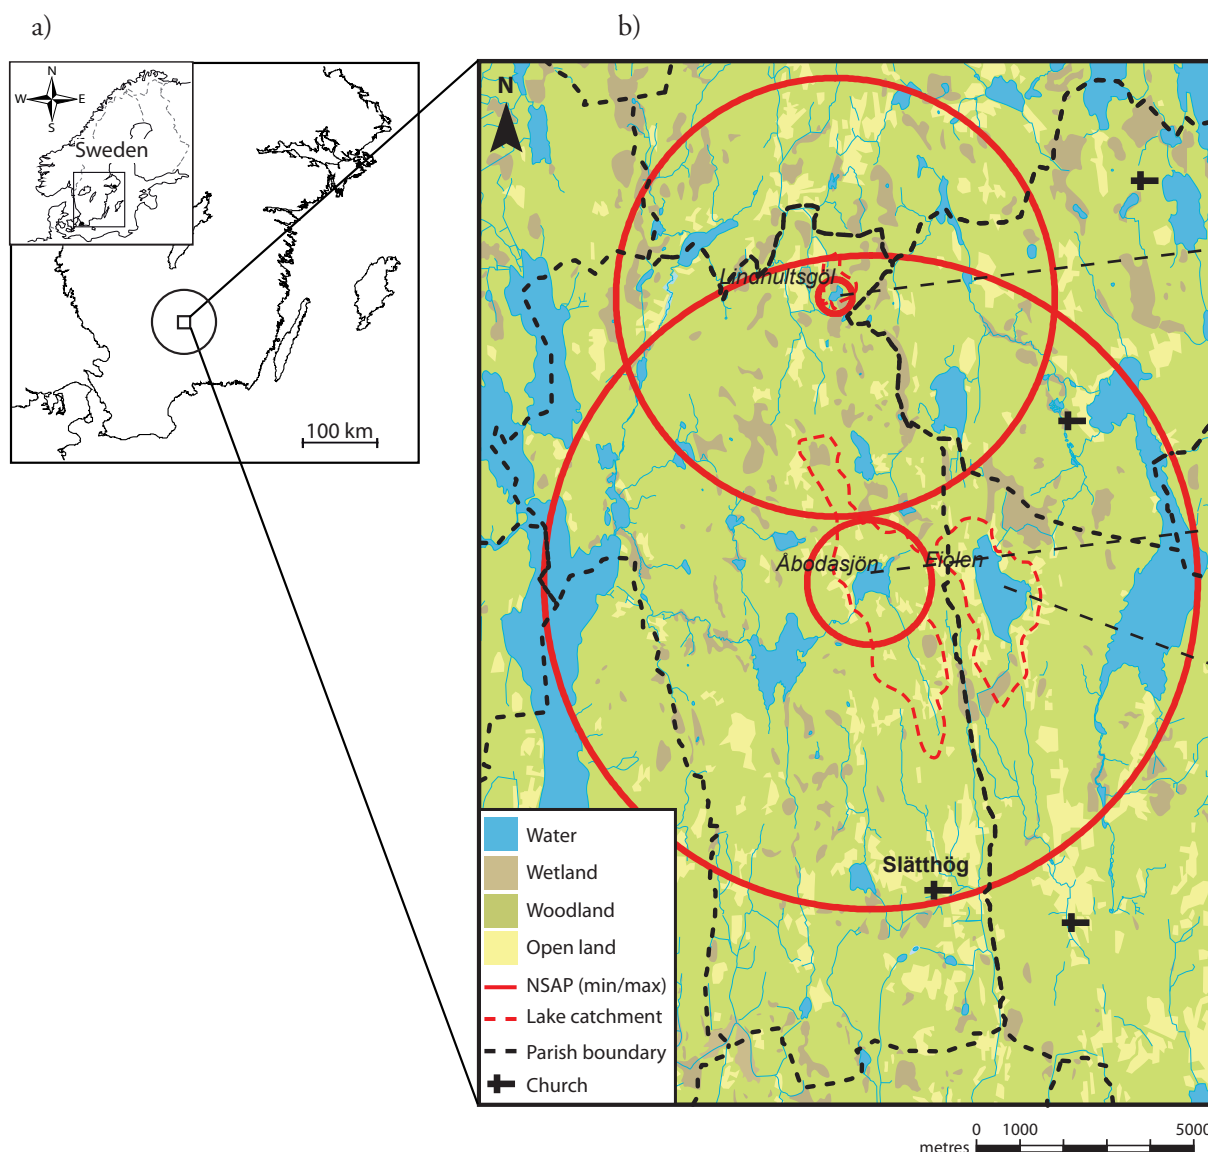 a)
b)
N
W
E
S
Sweden
100 km
N
Lindhultsgöl
Åbodasjön
Eiolen
Slätthög
Water
Wetland
Woodland
Open land
NSAP (min/max)
Lake catchment
Parish boundary
Church
0 1000 5000
metres